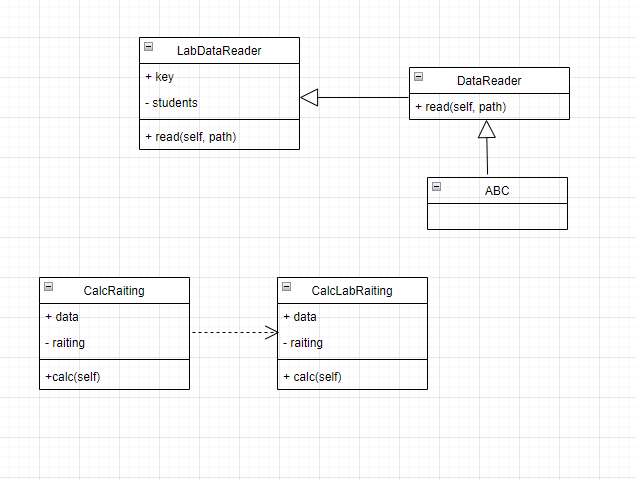 LabDataReader
+ key
- students
+ read(self, path)
DataReader
+ read(self, path)
ABC
CalcRaiting
+ data
- raiting
+calc(self)
CalcLabRaiting
+ data
- raiting
+ calc(self)